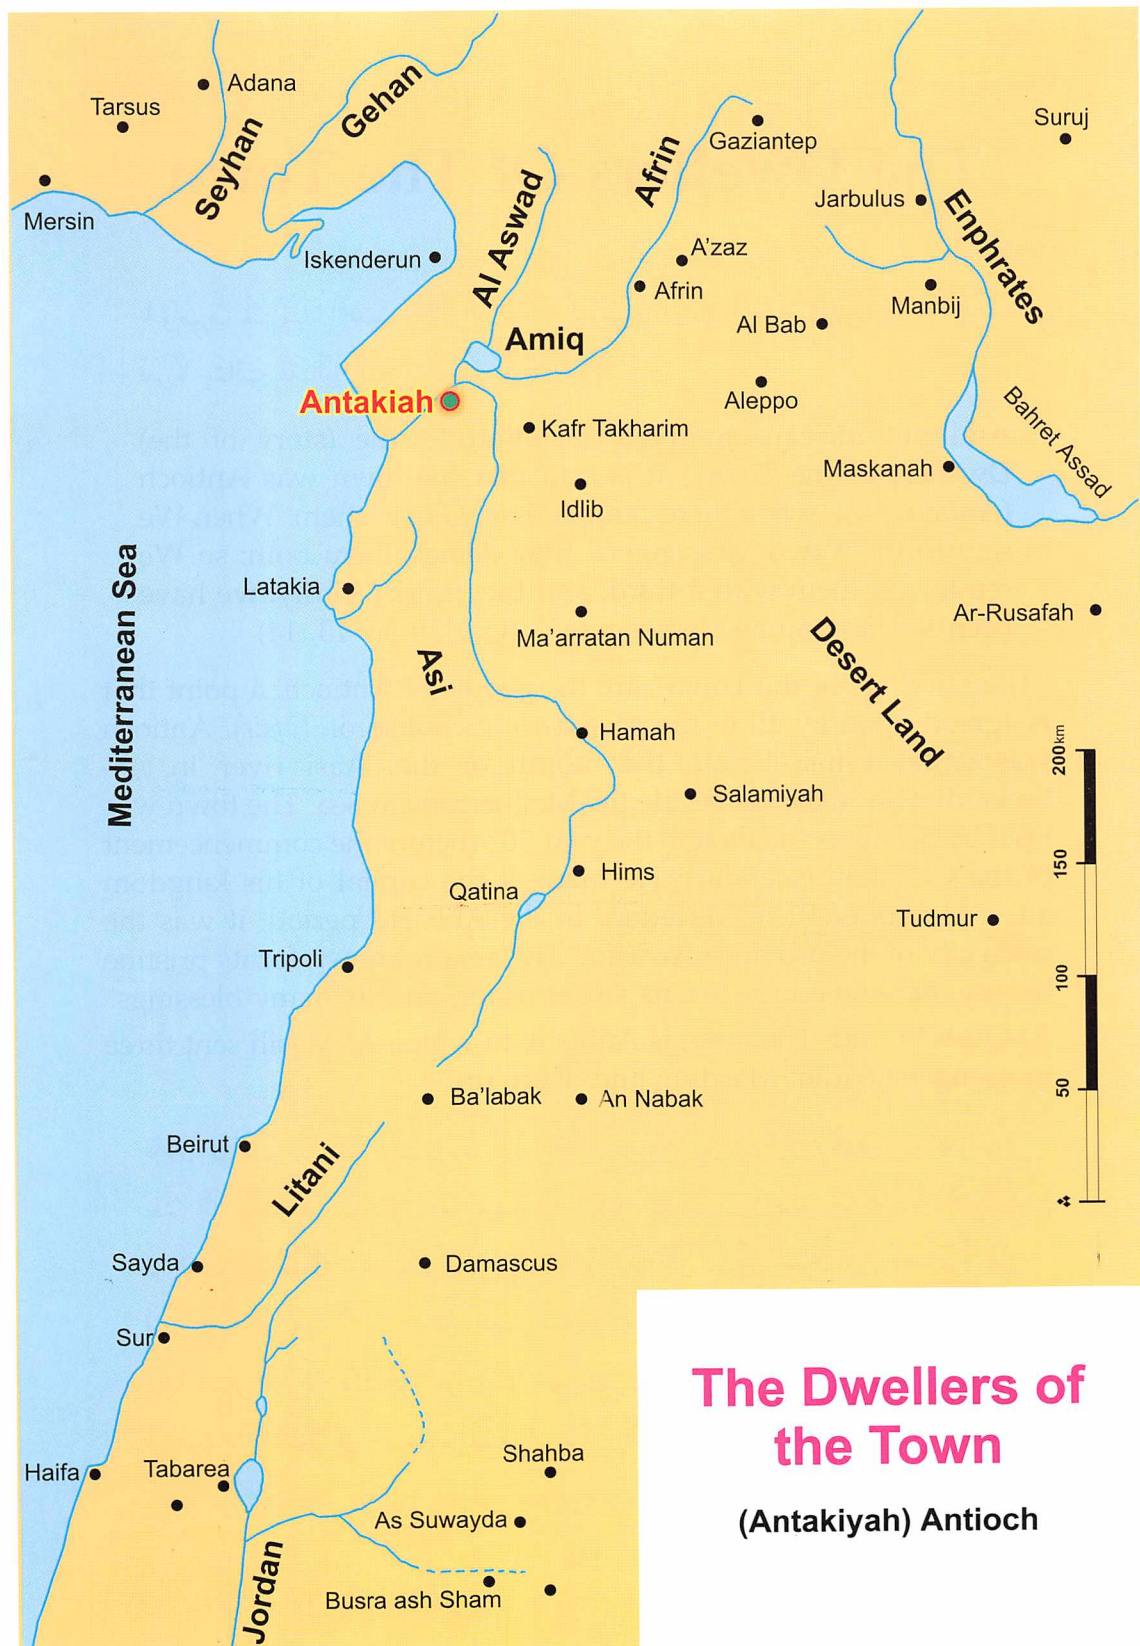 Adana
Tarsus
Gehan
Seyhan
Mersin
Iskenderun
Al Aswad
Afrin
Gaziantep
Suruj
Jarbulus
Enphrates
A'zaz
Afrin
Manbij
Al Bab
Amiq
Antakiah
Aleppo
Kafr Takharim
Bahret Assad
Maskanah
Idlib
Mediterranean Sea
Latakia
Ar-Rusafah
Ma'arratan Numan
Desert Land
Asi
Hamah
200km
Salamiyah
150
Hims
Qatina
Tudmur
Tripoli
100
50
Ba'labak
An Nabak
Beirut
Litani
Sayda
Damascus
Sur
The Dwellers of
the Town
(Antakiyah) Antioch
Haifa
Tabarea
Shahba
As Suwayda
Jordan
Busra ash Sham